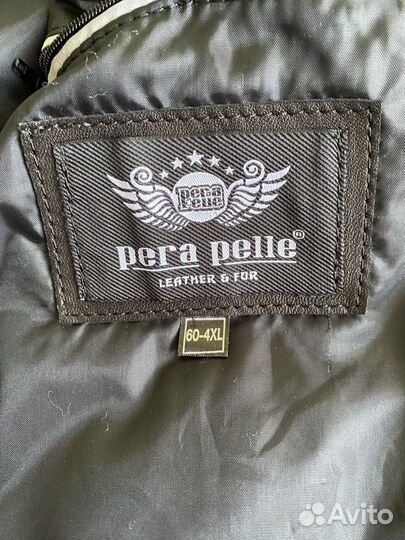 pera
pelle
pera pelle ®
LEATHER & FUR
60-4XL
Avito